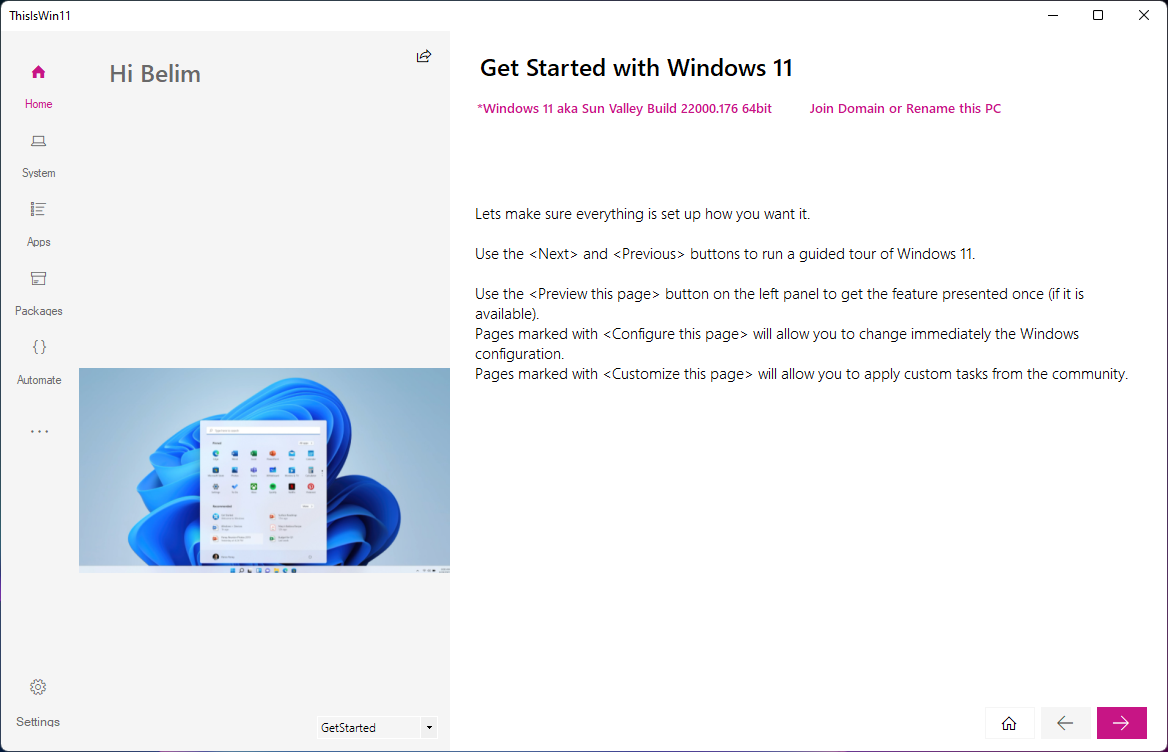 ThisIsWin11
Home
System
Apps
Packages
{ }
Automate
Settings
Hi Belim
GetStarted
Get Started with Windows 11
*Windows 11 aka Sun Valley Build 22000.176 64bit
Join Domain or Rename this PC
Lets make sure everything is set up how you want it.
Use the <Next> and <Previous> buttons to run a guided tour of Windows 11.
Use the <Preview this page> button on the left panel to get the feature presented once (if it is
available).
Pages marked with <Configure this page> will allow you to change immediately the Windows
configuration.
Pages marked with <Customize this page> will allow you to apply custom tasks from the community.